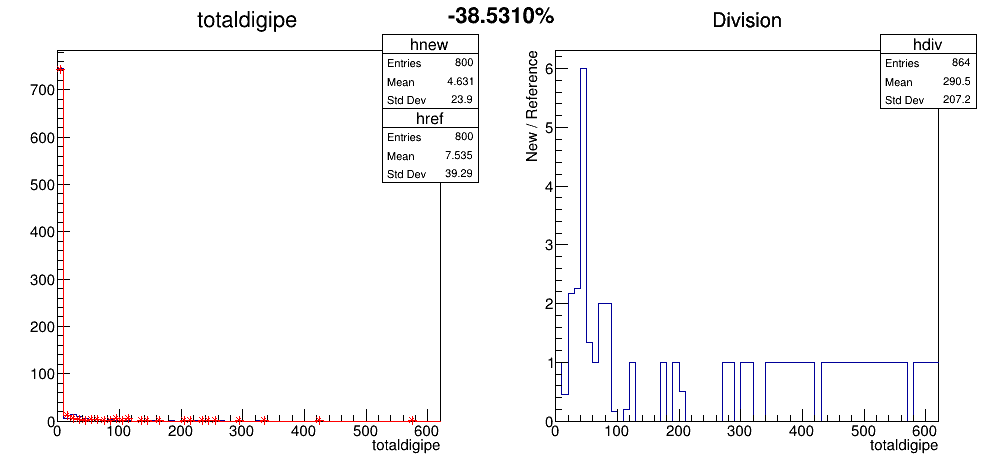 -38.5310%
totaldigipe
hnew
Entries 800
Mean 4.631
Std Dev 23.9
href
Entries 800
Mean 7.535
Std Dev 39.29
700
600
500
400
300
200
100
0
0 100 200 300 400 500 600
totaldigipe
Division
hdiv
Entries 864
Mean 290.5
Std Dev 207.2
New / Reference
6
5
4
3
2
1
0
0 100 200 300 400 500 600
totaldigipe